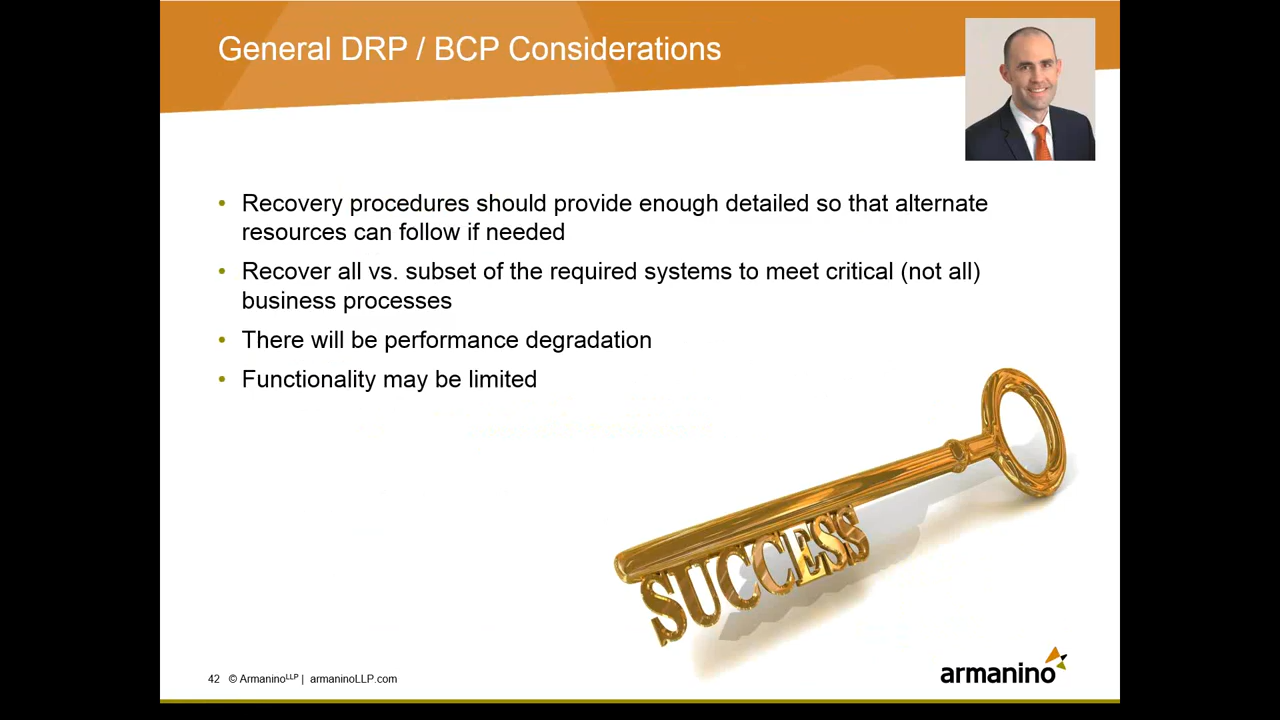 General DRP / BCP Considerations
• Recovery procedures should provide enough detailed so that alternate
resources can follow if needed
• Recover all vs. subset of the required systems to meet critical (not all)
business processes
• There will be performance degradation
• Functionality may be limited
SUCCESS
42 © ArmaninoLLP | armaninoLLP.com
armanino